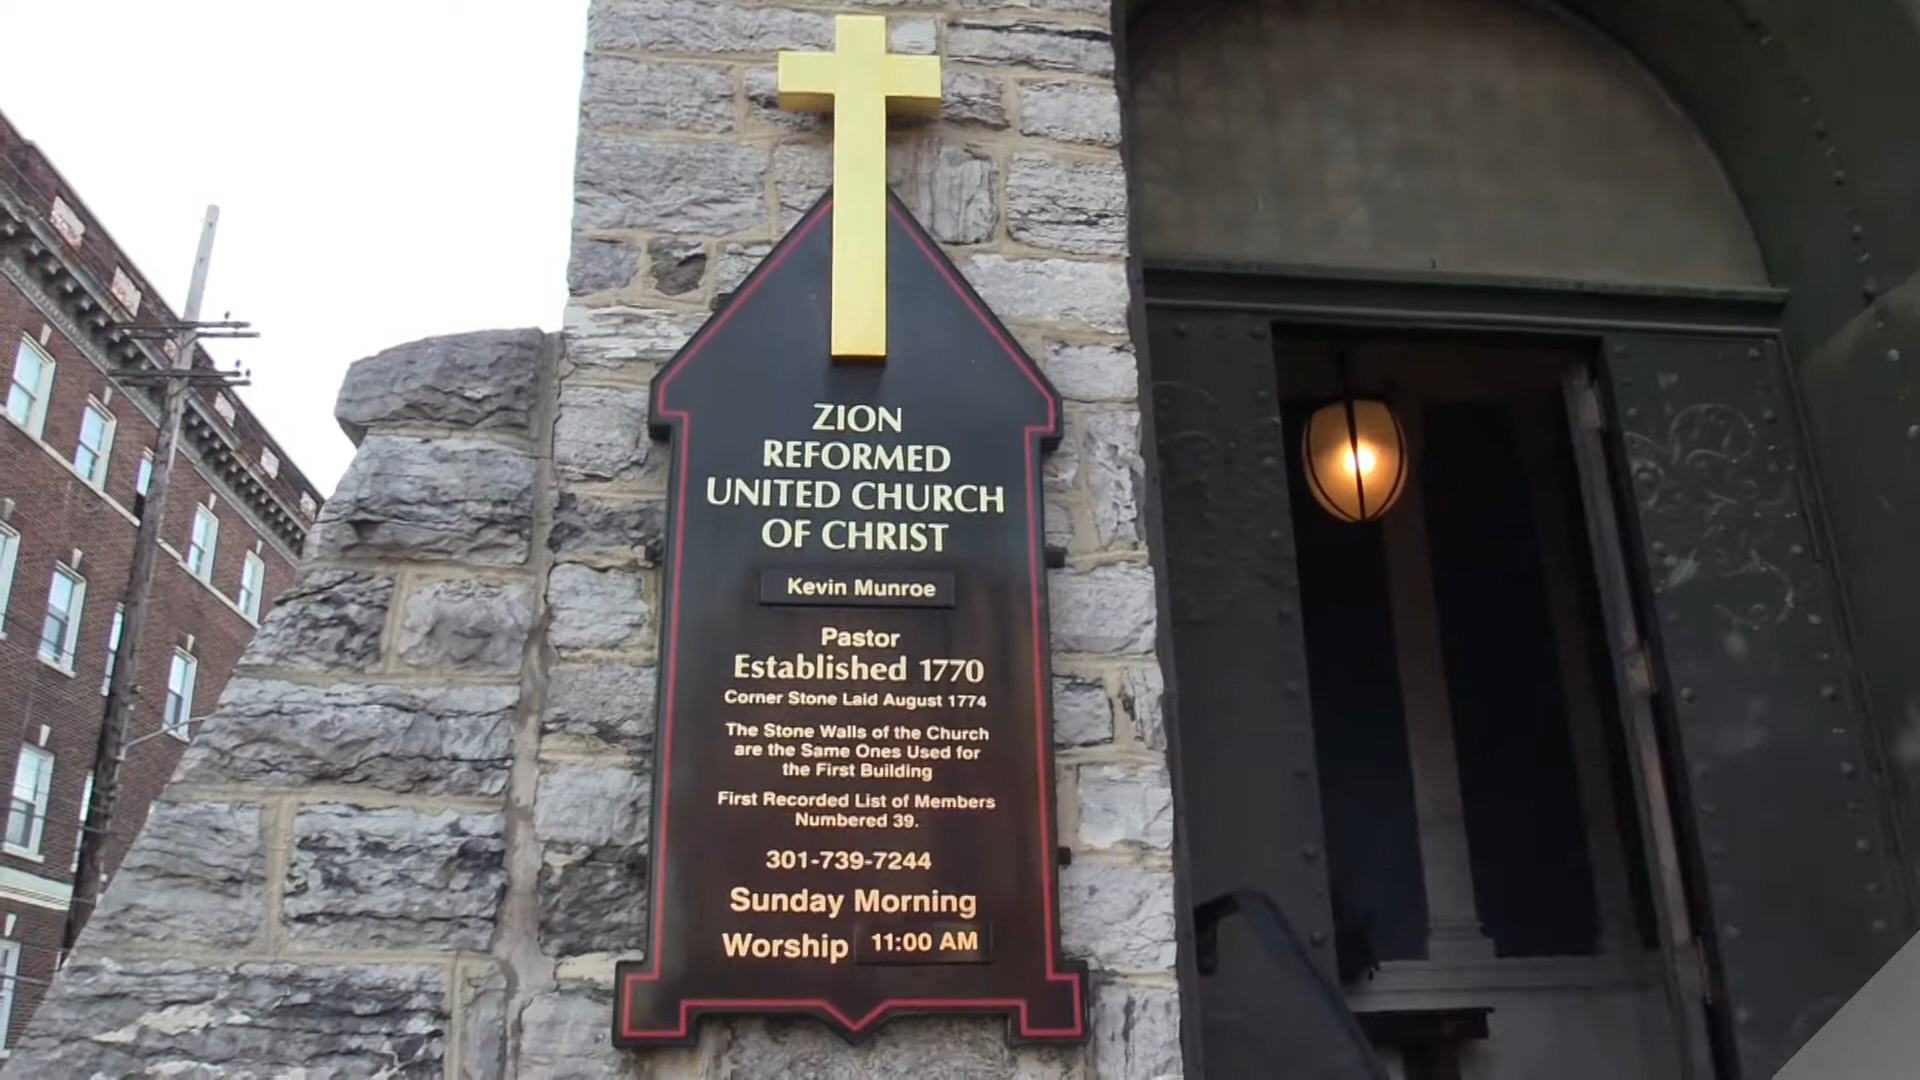 ZION
REFORMED
UNITED CHURCH
OF CHRIST
Kevin Munroe
Pastor
Established 1770
Corner Stone Laid August 1774
The Stone Walls of the Church
are the Same Ones Used for
the First Building
First Recorded List of Members
Numbered 39.
301-739-7244
Sunday Morning
Worship 11:00 AM